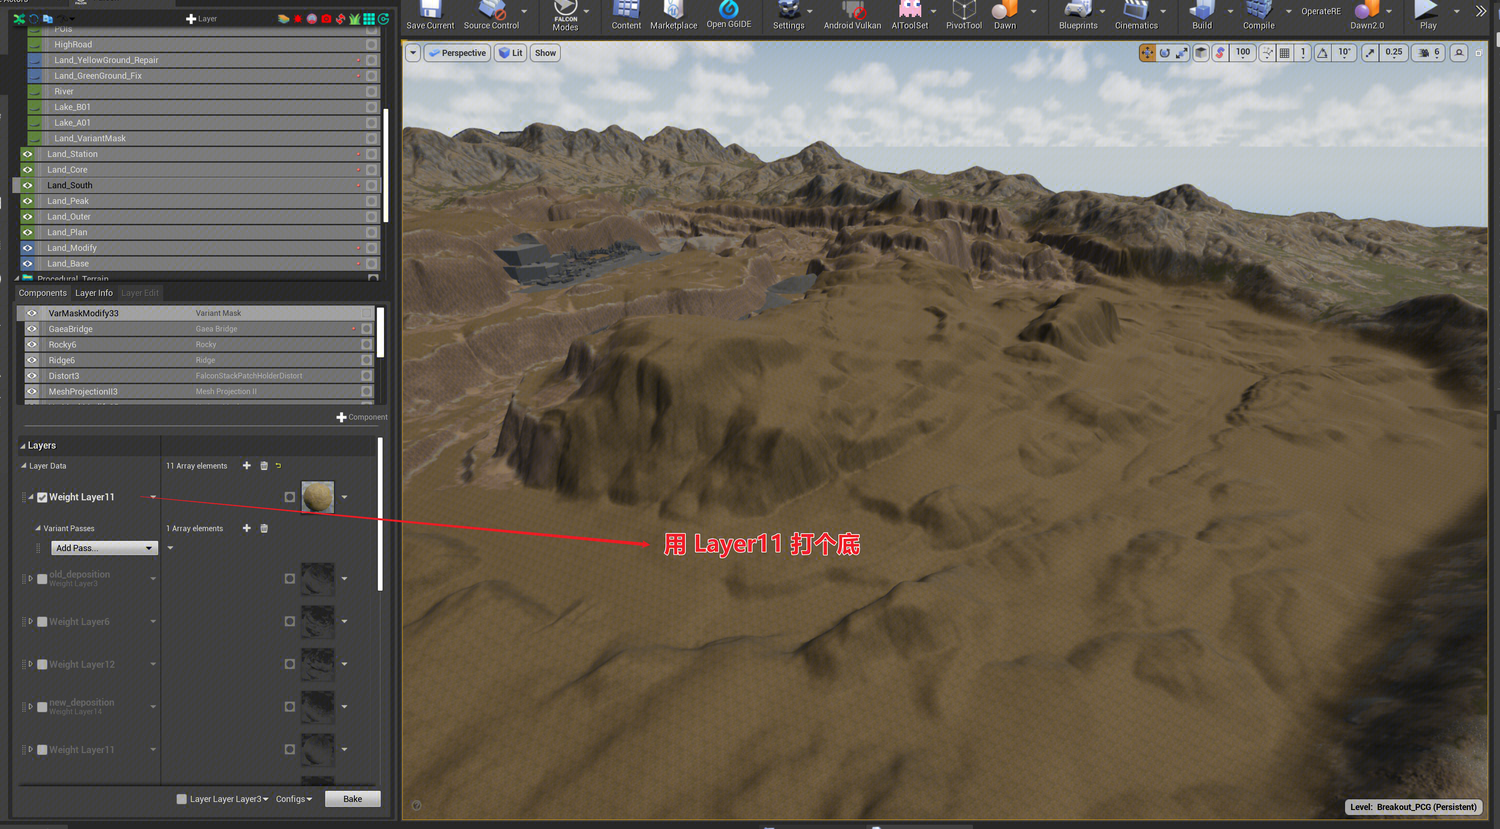 Layer
Save Current
Source Control
FALCON
Modes
Content
Marketplace
Open G6IDE
Settings
Android Vulkan
AIToolSet
PivotTool
Dawn
Blueprints
Cinematics
Build
Compile
OperateRE
Dawn2.0
Play
Perspective
Lit
Show
100
1
10°
0.25
6
POIs
HighRoad
Land_YellowGround_Repair
Land_GreenGround_Fix
River
Lake_B01
Lake_A01
Land_VariantMask
Land_Station
Land_Core
Land_South
Land_Peak
Land_Outer
Land_Plan
Land_Modify
Land_Base
Procedural_Terrain
Components Layer Info Layer Edit
VarMaskModify33 Variant Mask
GaeaBridge Gaea Bridge
Rocky6 Rocky
Ridge6 Ridge
Distort3 FalconStackPatchHolderDistort
MeshProjectionII3 Mesh Projection II
Component
Layers
Layer Data 11 Array elements
Weight Layer11
Variant Passes 1 Array elements
Add Pass...
old_deposition
Weight Layer3
Weight Layer6
Weight Layer12
new_deposition
Weight Layer14
Weight Layer11
Layer Layer Layer3 Configs Bake
用 Layer11 打个底
Level: Breakout_PCG (Persistent)